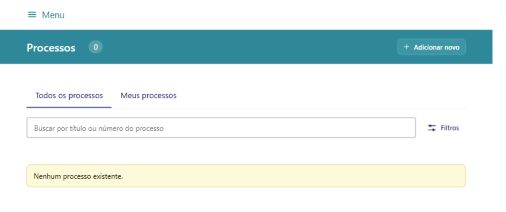 Menu
Processos 0
+ Adicionar novo
Todos os processos Meus processos
Buscar por título ou número do processo
Filtros
Nenhum processo existente.